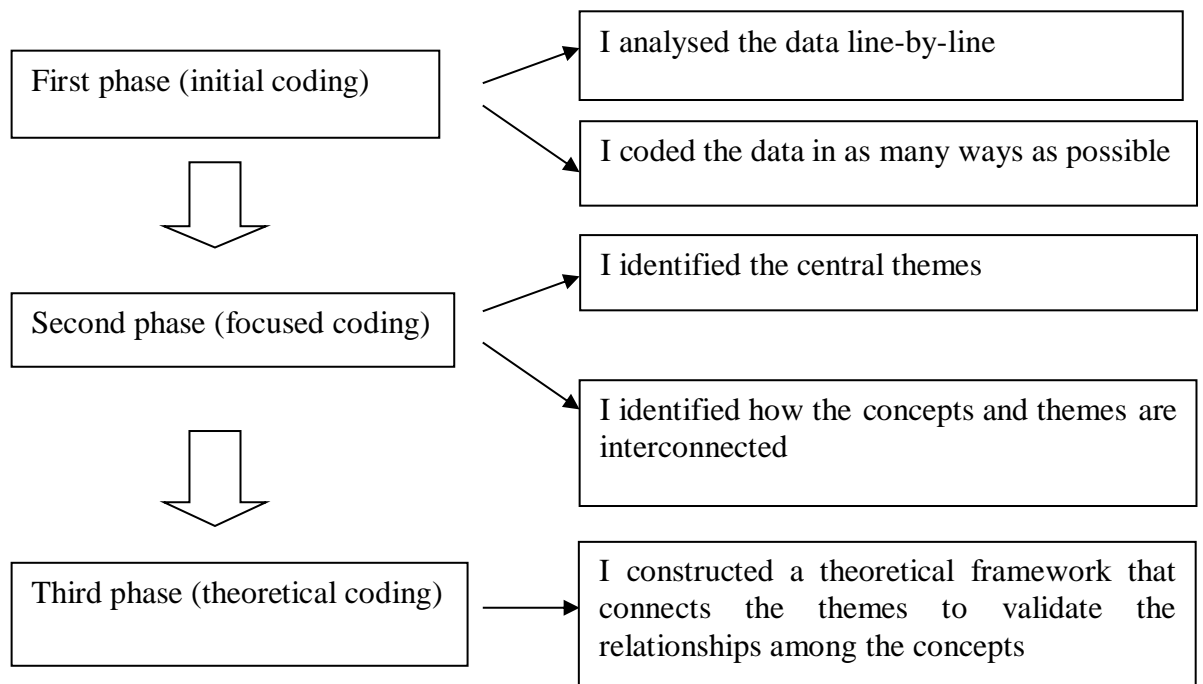 First phase (initial coding)
I analysed the data line-by-line
I coded the data in as many ways as possible
Second phase (focused coding)
I identified the central themes
I identified how the concepts and themes are
interconnected
Third phase (theoretical coding)
I constructed a theoretical framework that
connects the themes to validate the
relationships among the concepts